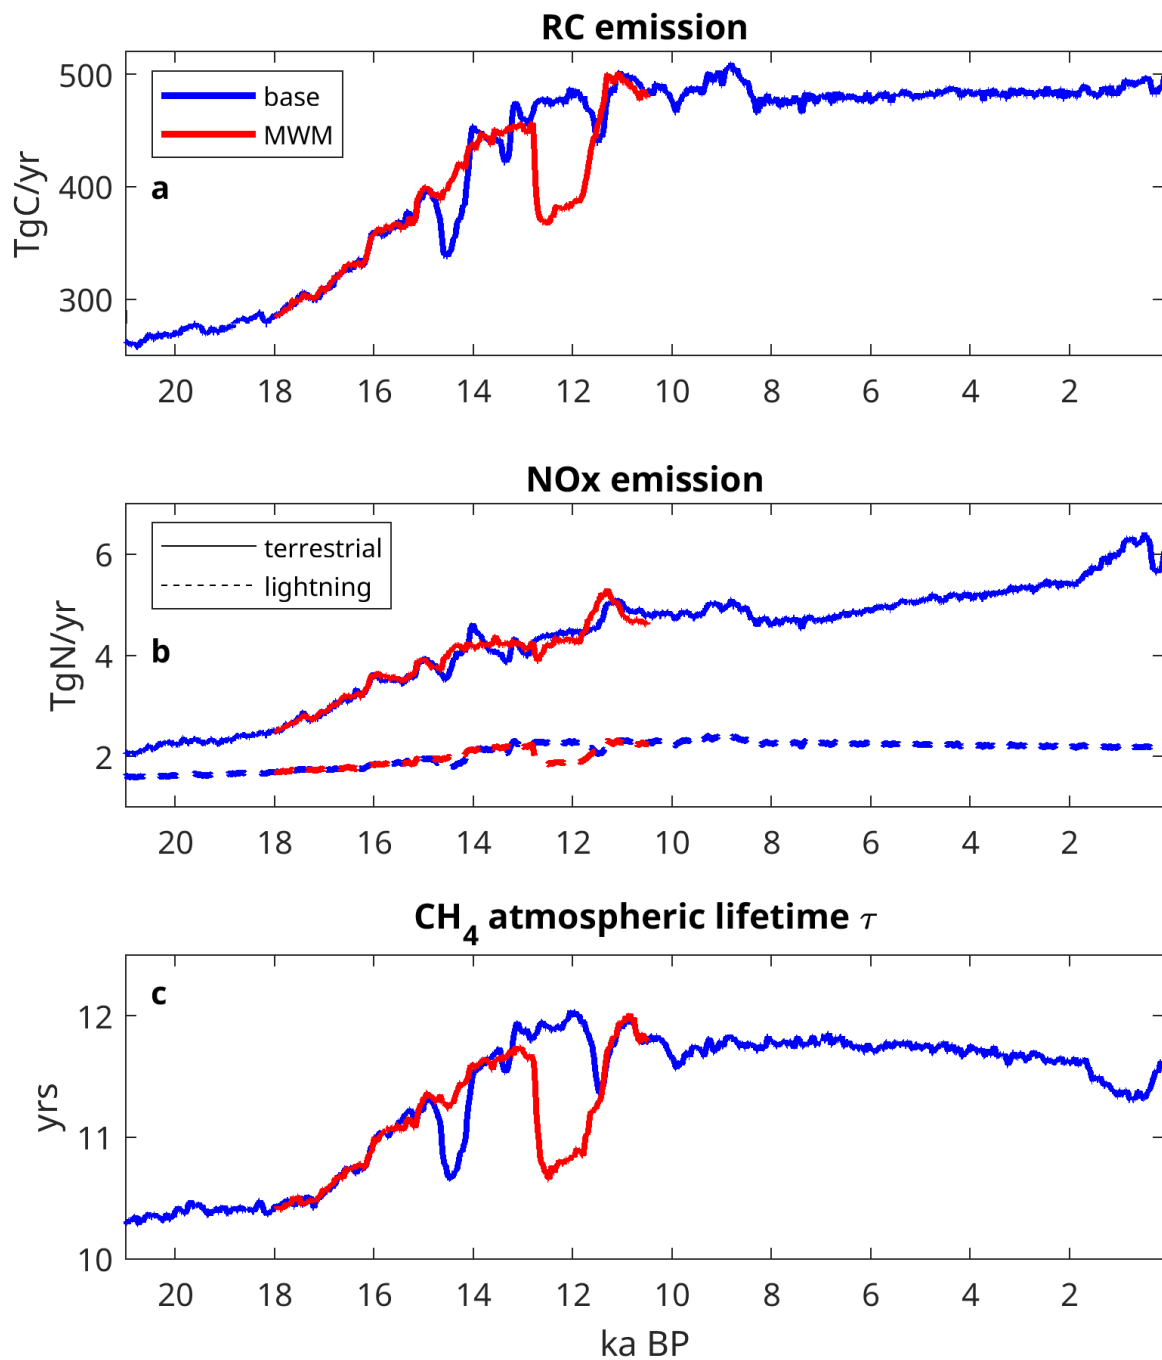 RC emission
500
400
300
TgC/yr
base
MWM
a
20 18 16 14 12 10 8 6 4 2
NOx emission
6
4
2
TgN/yr
terrestrial
lightning
b
20 18 16 14 12 10 8 6 4 2
CH4 atmospheric lifetime τ
c
12
11
10
yrs
20 18 16 14 12 10 8 6 4 2
ka BP